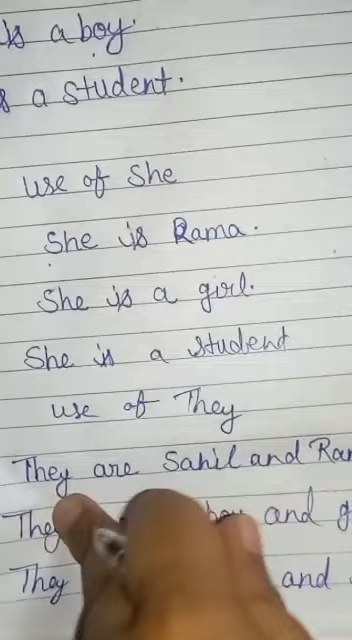 is a boy.
a student.
use of She
She is Rama.
She is a girl.
She is a student
use of They
They are Sahil and
and
They and